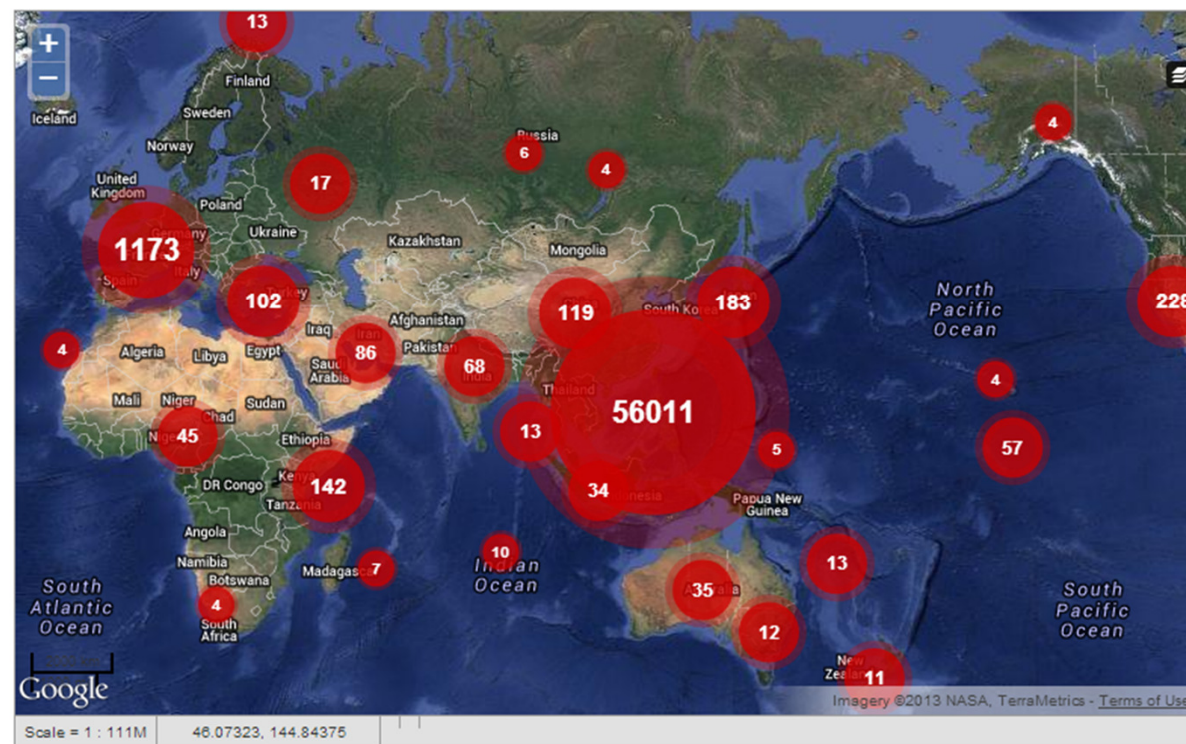 13
+
−
Finland
Iceland
Sweden
4
Russia
6
Norway
4
United
Kingdom
17
Poland
Germany
Ukraine
1173
Kazakhstan
Mongolia
Italy
Spain
Turkey
102
North
Pacific
Ocean
183
228
South Korea
119
Afghanistan
Iraq
Iran
4
Algeria
Libya
Egypt
86
Pakistan
Saudi
Arabia
68
India
4
Thailand
Mali
Niger
Sudan
56011
Chad
13
45
Ethiopia
5
57
Kenya
DR Congo
142
34
Tanzania
Papua New
Guinea
Angola
10
Indian
Ocean
13
Namibia
Madagascar
7
Botswana
South
Atlantic
Ocean
35
Australia
South
Pacific
Ocean
4
South
Africa
12
New
Zealand
11
Google
Imagery ©2013 NASA, TerraMetrics - Terms of Use
Scale = 1 : 111M
46.07323, 144.84375